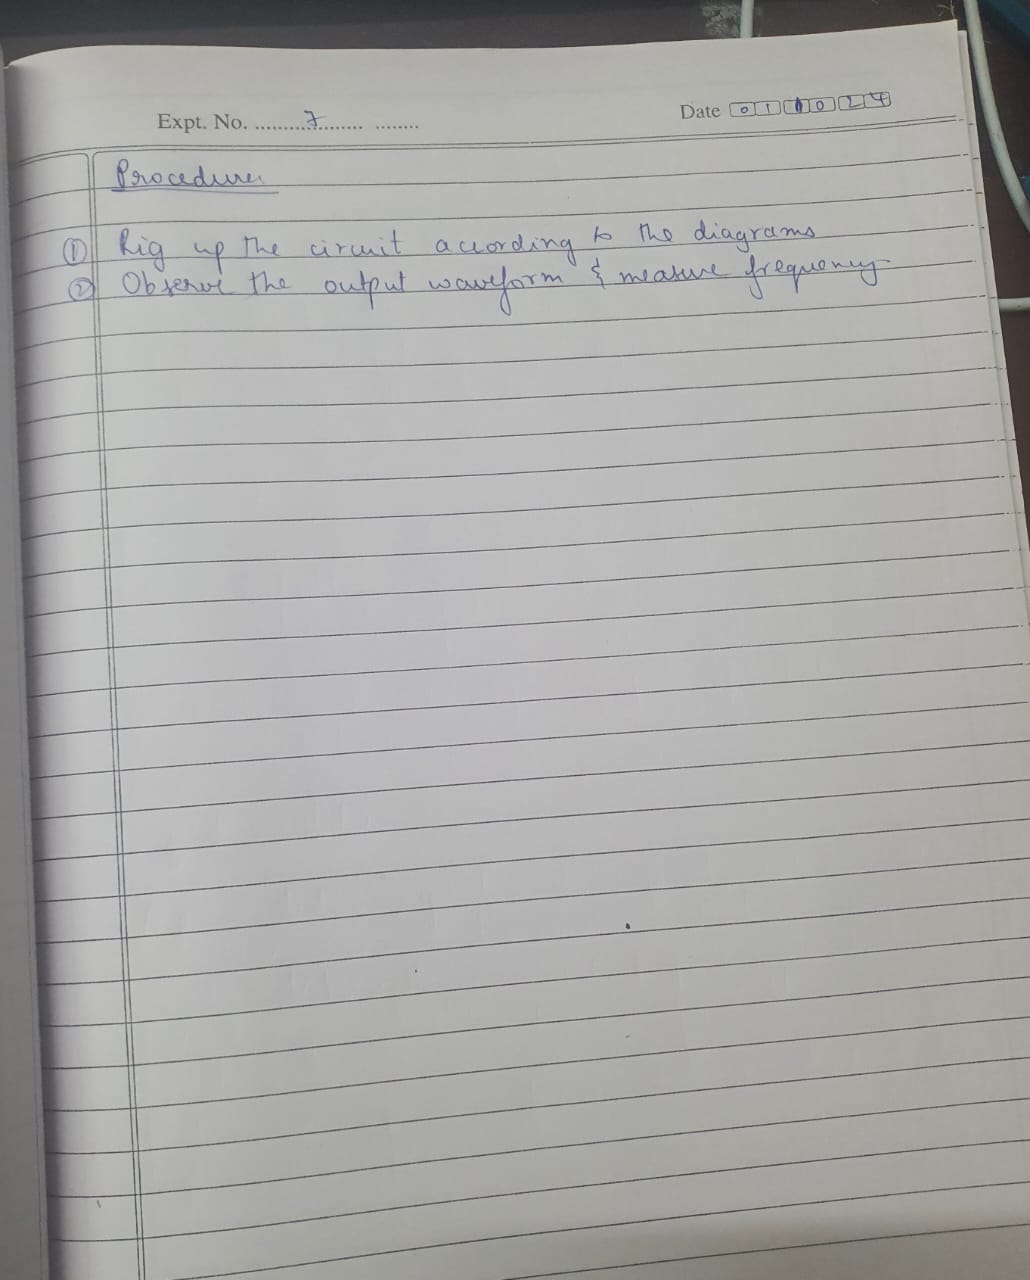 Expt. No. ............7........ ........
Date 01 10 24
Procedure.
① Rig up the circuit according to the diagrams
② Observe the output waveform & measure frequency